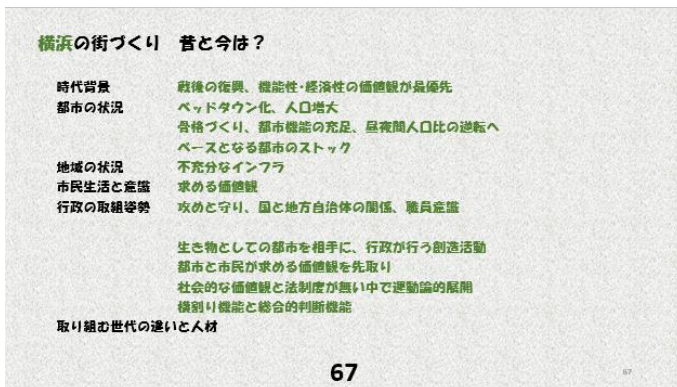 横浜の街づくり 昔と今は？
時代背景 戦後の復興、機能性・経済性の価値観が最優先
都市の状況 ベッドタウン化、人口増大
骨格づくり、都市機能の充足、昼夜間人口比の逆転へ
ベースとなる都市のストック
地域の状況 不充分なインフラ
市民生活と意識 求める価値観
行政の取組姿勢 攻めと守り、国と地方自治体の関係、職員意識
生き物としての都市を相手に、行政が行う創造活動
都市と市民が求める価値観を先取り
社会的な価値観と法制度が無い中で運動論的展開
横割り機能と総合的判断機能
取り組む世代の違いと人材
67
67